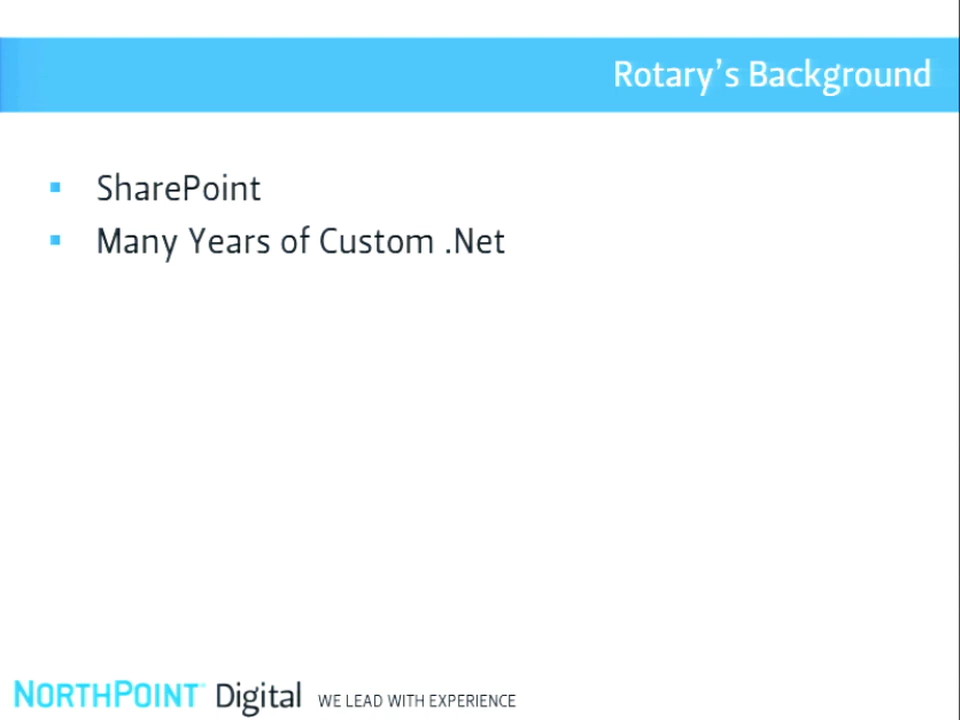 Rotary's Background
▪ SharePoint
▪ Many Years of Custom .Net
NORTHPOINT Digital WE LEAD WITH EXPERIENCE